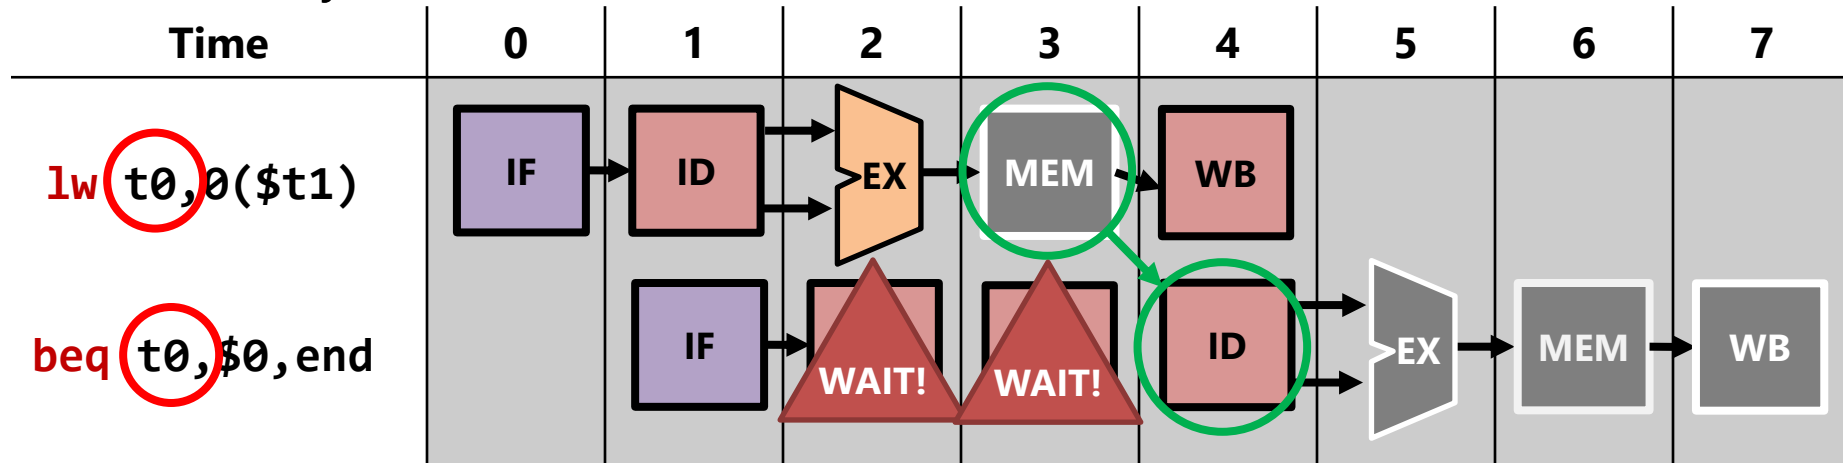 Time 0 1 2 3 4 5 6 7
lw t0,0($t1) IF ID EX MEM WB
beq t0,$0,end IF WAIT! WAIT! ID EX MEM WB